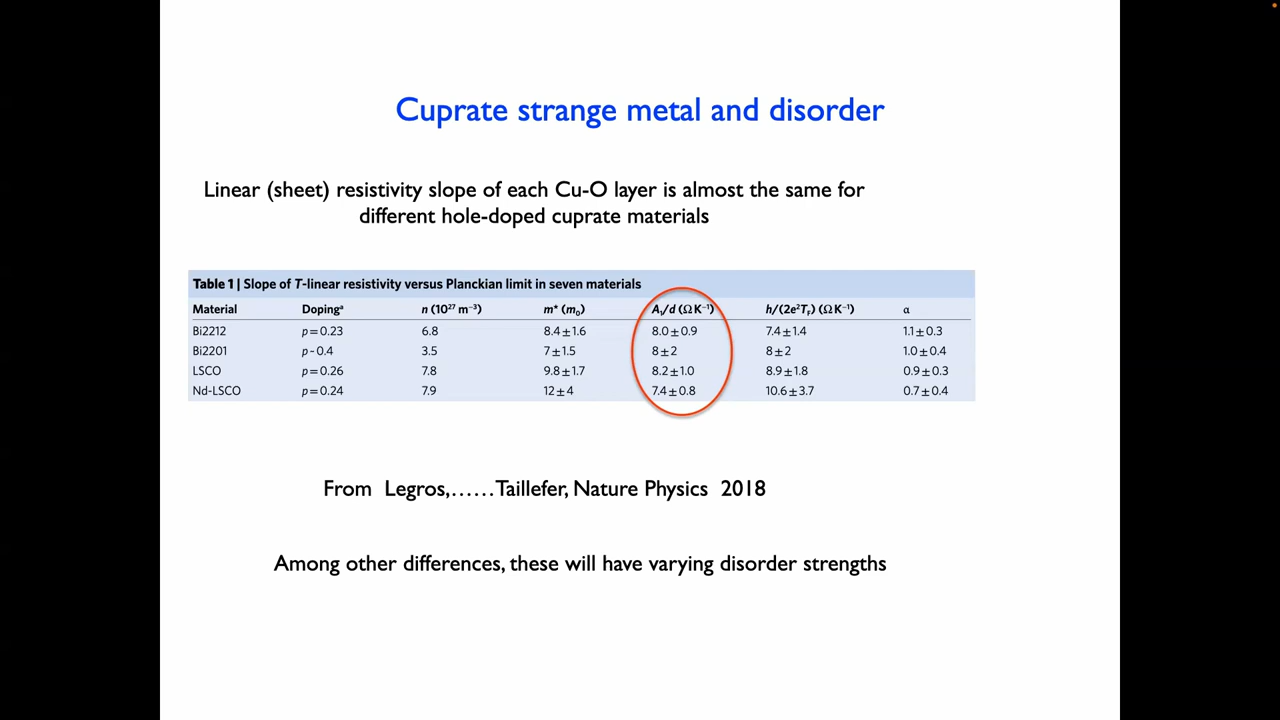 Cuprate strange metal and disorder
Linear (sheet) resistivity slope of each Cu-O layer is almost the same for
different hole-doped cuprate materials
Table 1 | Slope of T-linear resistivity versus Planckian limit in seven materials
Material Dopingᵃ n (10²⁷ m⁻³) m* (m₀) A₁/d (Ω K⁻¹) h/(2e²T_F) (Ω K⁻¹) α
Bi2212 p = 0.23 6.8 8.4 ± 1.6 8.0 ± 0.9 7.4 ± 1.4 1.1 ± 0.3
Bi2201 p ~ 0.4 3.5 7 ± 1.5 8 ± 2 8 ± 2 1.0 ± 0.4
LSCO p = 0.26 7.8 9.8 ± 1.7 8.2 ± 1.0 8.9 ± 1.8 0.9 ± 0.3
Nd-LSCO p = 0.24 7.9 12 ± 4 7.4 ± 0.8 10.6 ± 3.7 0.7 ± 0.4
From Legros,......Taillefer, Nature Physics 2018
Among other differences, these will have varying disorder strengths